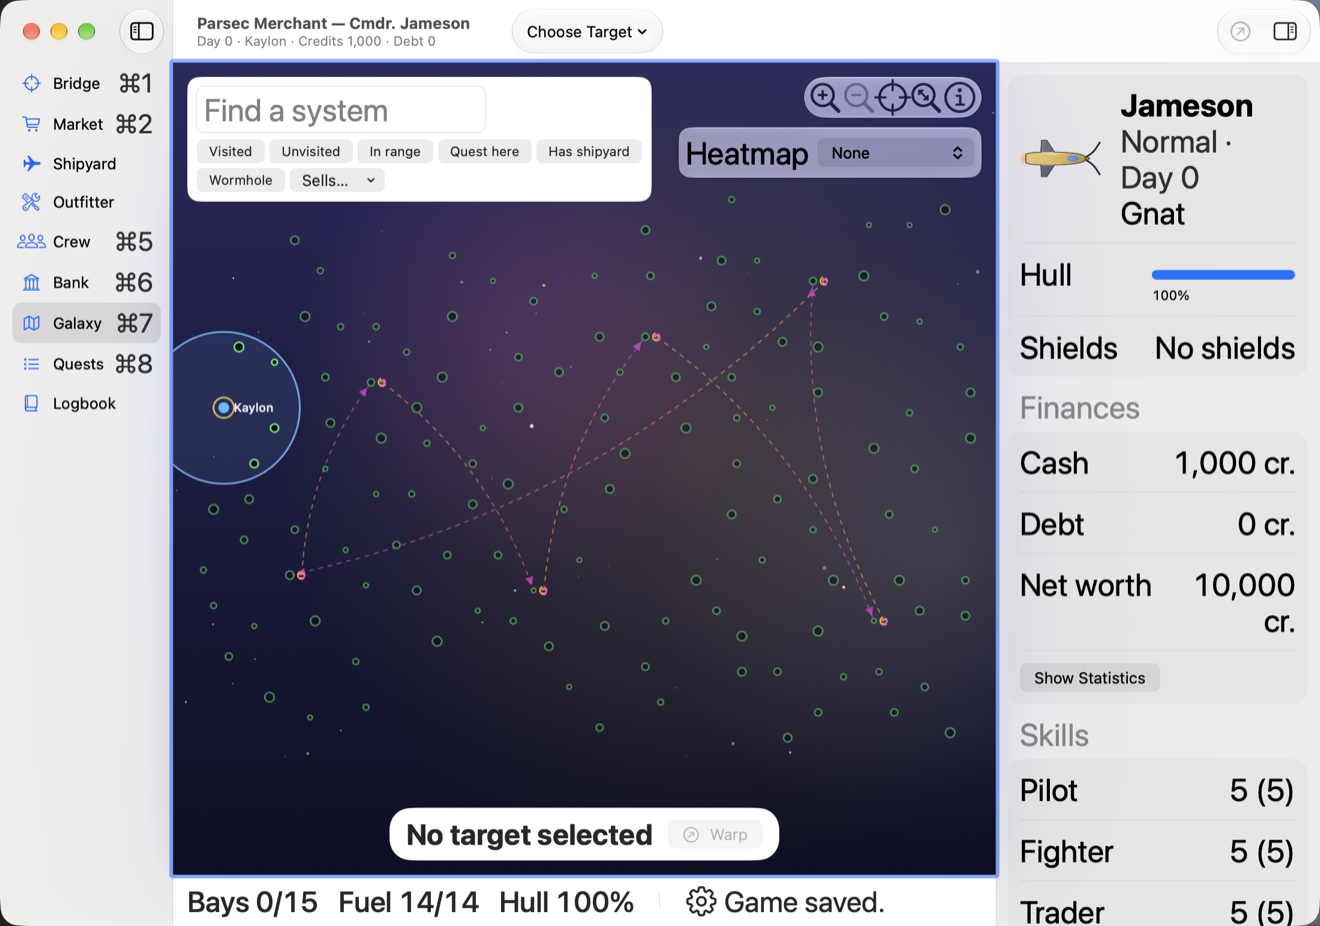 Parsec Merchant — Cmdr. Jameson
Day 0 · Kaylon · Credits 1,000 · Debt 0
Choose Target
Bridge ⌘1
Market ⌘2
Shipyard
Outfitter
Crew ⌘5
Bank ⌘6
Galaxy ⌘7
Quests ⌘8
Logbook
Find a system
Visited
Unvisited
In range
Quest here
Has shipyard
Wormhole
Sells...
Heatmap
None
Kaylon
No target selected
Warp
Bays 0/15
Fuel 14/14
Hull 100%
Game saved.
Jameson
Normal ·
Day 0
Gnat
Hull
100%
Shields
No shields
Finances
Cash
1,000 cr.
Debt
0 cr.
Net worth
10,000
cr.
Show Statistics
Skills
Pilot
5 (5)
Fighter
5 (5)
Trader
5 (5)